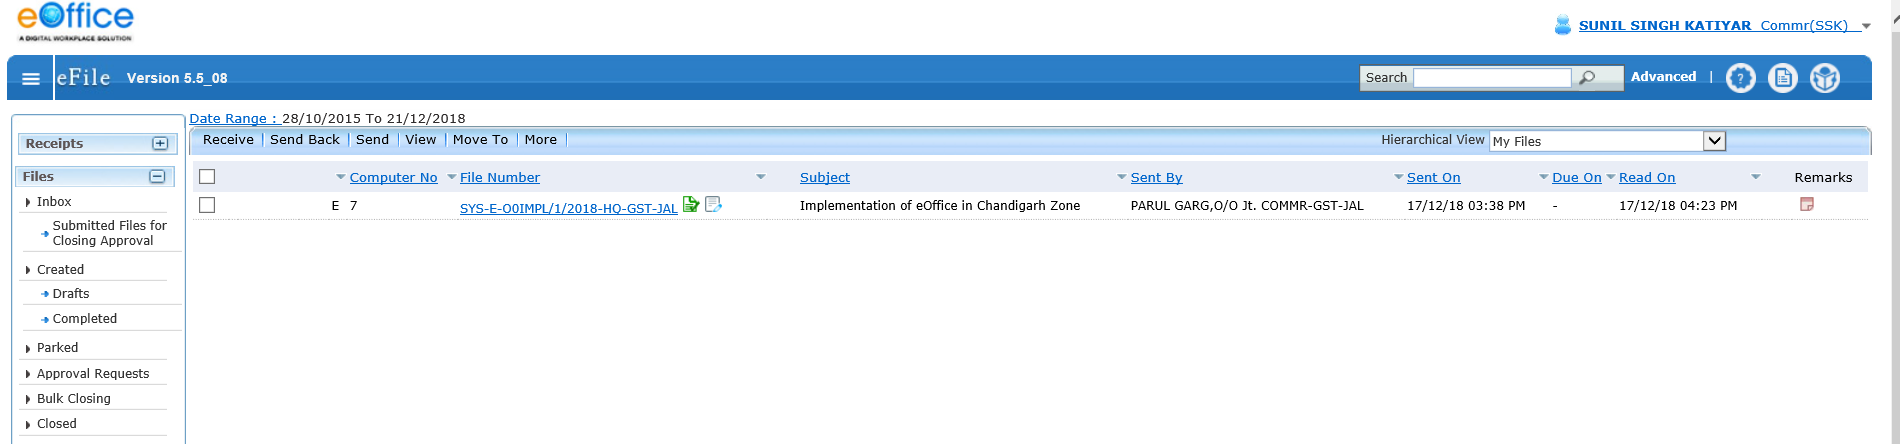 eOffice
A DIGITAL WORKPLACE SOLUTION
SUNIL SINGH KATIYAR Commr(SSK)
eFile Version 5.5_08
Search Advanced |
Date Range : 28/10/2015 To 21/12/2018
Receipts
Receive | Send Back | Send | View | Move To | More |
Hierarchical View My Files
Files
Computer No File Number Subject Sent By Sent On Due On Read On Remarks
Inbox
E 7 SYS-E-O0IMPL/1/2018-HQ-GST-JAL Implementation of eOffice in Chandigarh Zone PARUL GARG,O/O Jt. COMMR-GST-JAL 17/12/18 03:38 PM - 17/12/18 04:23 PM
Submitted Files for
Closing Approval
Created
Drafts
Completed
Parked
Approval Requests
Bulk Closing
Closed